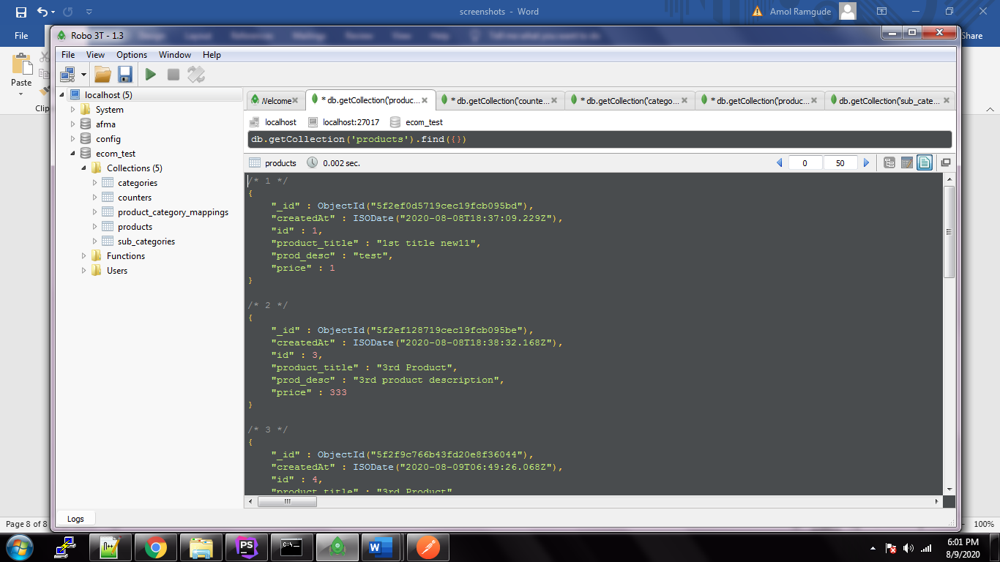 screenshots - Word
Amol Ramgude
File
Share
Robo 3T - 1.3
File View Options Window Help
Paste
Clip
localhost (5)
System
afma
config
ecom_test
Collections (5)
categories
counters
product_category_mappings
products
sub_categories
Functions
Users
Welcome
* db.getCollection('produc...
* db.getCollection('counte...
* db.getCollection('catego...
* db.getCollection('produc...
db.getCollection('sub_cate...
localhost localhost:27017 ecom_test
db.getCollection('products').find({})
products 0.002 sec. 0 50
/* 1 */
{
"_id" : ObjectId("5f2ef0d5719cec19fcb095bd"),
"createdAt" : ISODate("2020-08-08T18:37:09.229Z"),
"id" : 1,
"product_title" : "1st title new11",
"prod_desc" : "test",
"price" : 1
}
/* 2 */
{
"_id" : ObjectId("5f2ef128719cec19fcb095be"),
"createdAt" : ISODate("2020-08-08T18:38:32.168Z"),
"id" : 3,
"product_title" : "3rd Product",
"prod_desc" : "3rd product description",
"price" : 333
}
/* 3 */
{
"_id" : ObjectId("5f2f9c766b43fd20e8f36044"),
"createdAt" : ISODate("2020-08-09T06:49:26.068Z"),
"id" : 4,
"product_title" : "3rd Product"
Logs
Page 8 of 8
100%
6:01 PM
8/9/2020